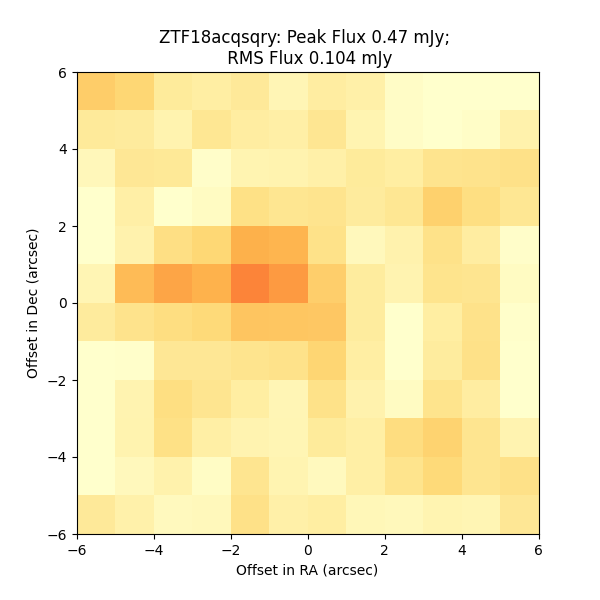 ZTF18acqsqry: Peak Flux 0.47 mJy;
RMS Flux 0.104 mJy
6
4
2
0
−2
−4
−6
Offset in Dec (arcsec)
−6 −4 −2 0 2 4 6
Offset in RA (arcsec)